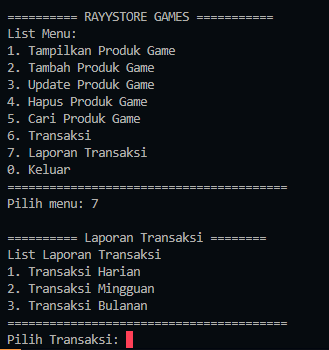 ========== RAYYSTORE GAMES ===========
List Menu:
1. Tampilkan Produk Game
2. Tambah Produk Game
3. Update Produk Game
4. Hapus Produk Game
5. Cari Produk Game
6. Transaksi
7. Laporan Transaksi
0. Keluar
========================================
Pilih menu: 7
========== Laporan Transaksi ========
List Laporan Transaksi
1. Transaksi Harian
2. Transaksi Mingguan
3. Transaksi Bulanan
========================================
Pilih Transaksi: